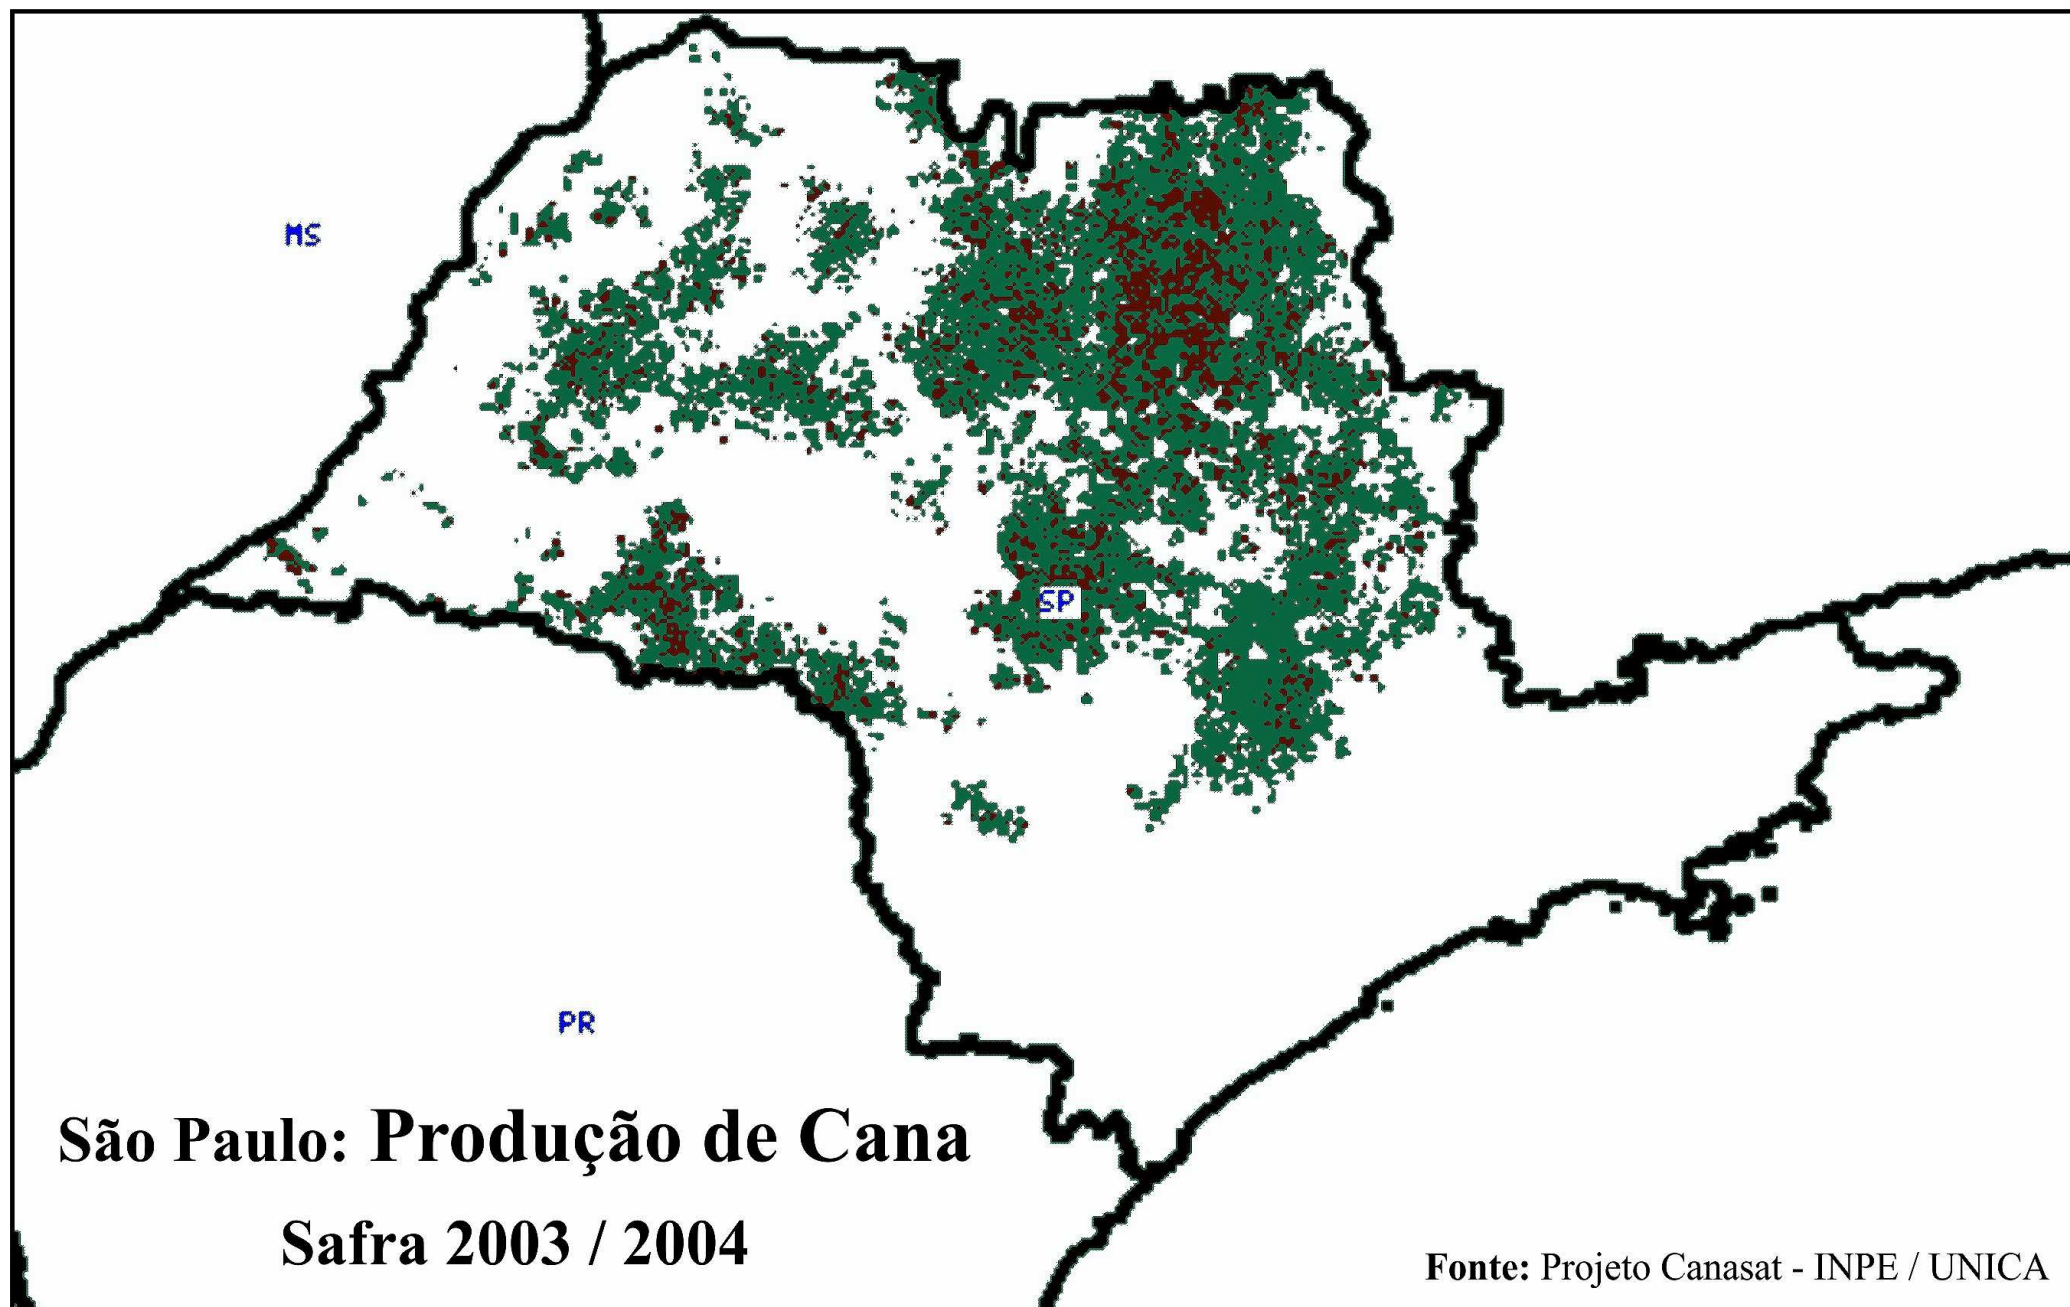 MS
SP
PR
São Paulo: Produção de Cana
Safra 2003 / 2004
Fonte: Projeto Canasat - INPE / UNICA